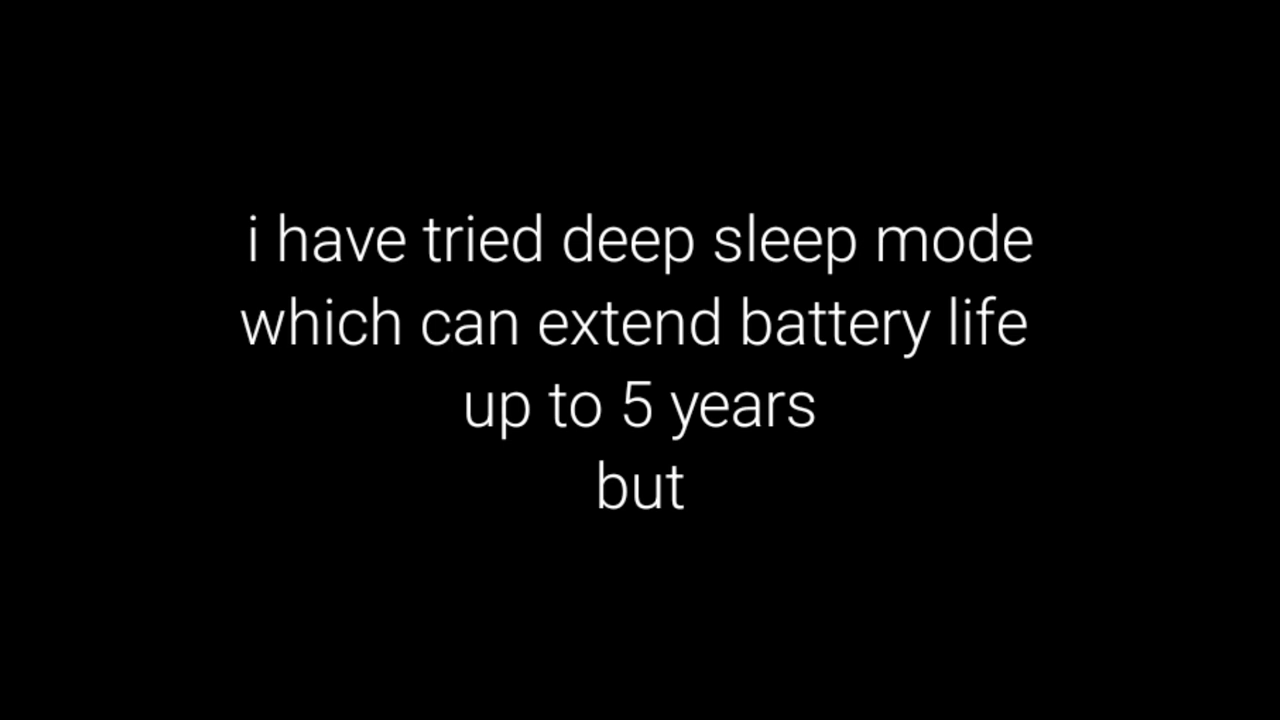 i have tried deep sleep mode
which can extend battery life
up to 5 years
but